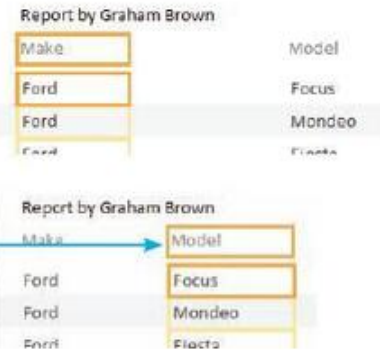 Report by Graham Brown
Make Model
Ford Focus
Ford Mondeo
Ford Fiesta
Report by Graham Brown
Make Model
Ford Focus
Ford Mondeo
Ford Fiesta